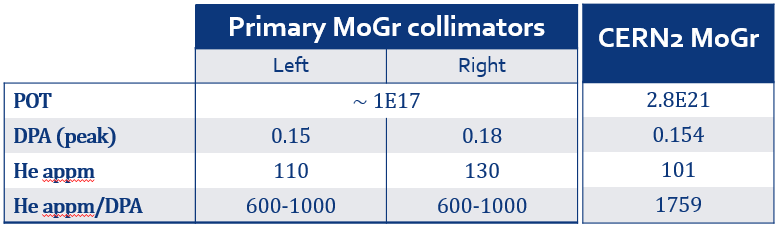 Primary MoGr collimators CERN2 MoGr
Left Right
POT ~ 1E17 2.8E21
DPA (peak) 0.15 0.18 0.154
He appm 110 130 101
He appm/DPA 600-1000 600-1000 1759